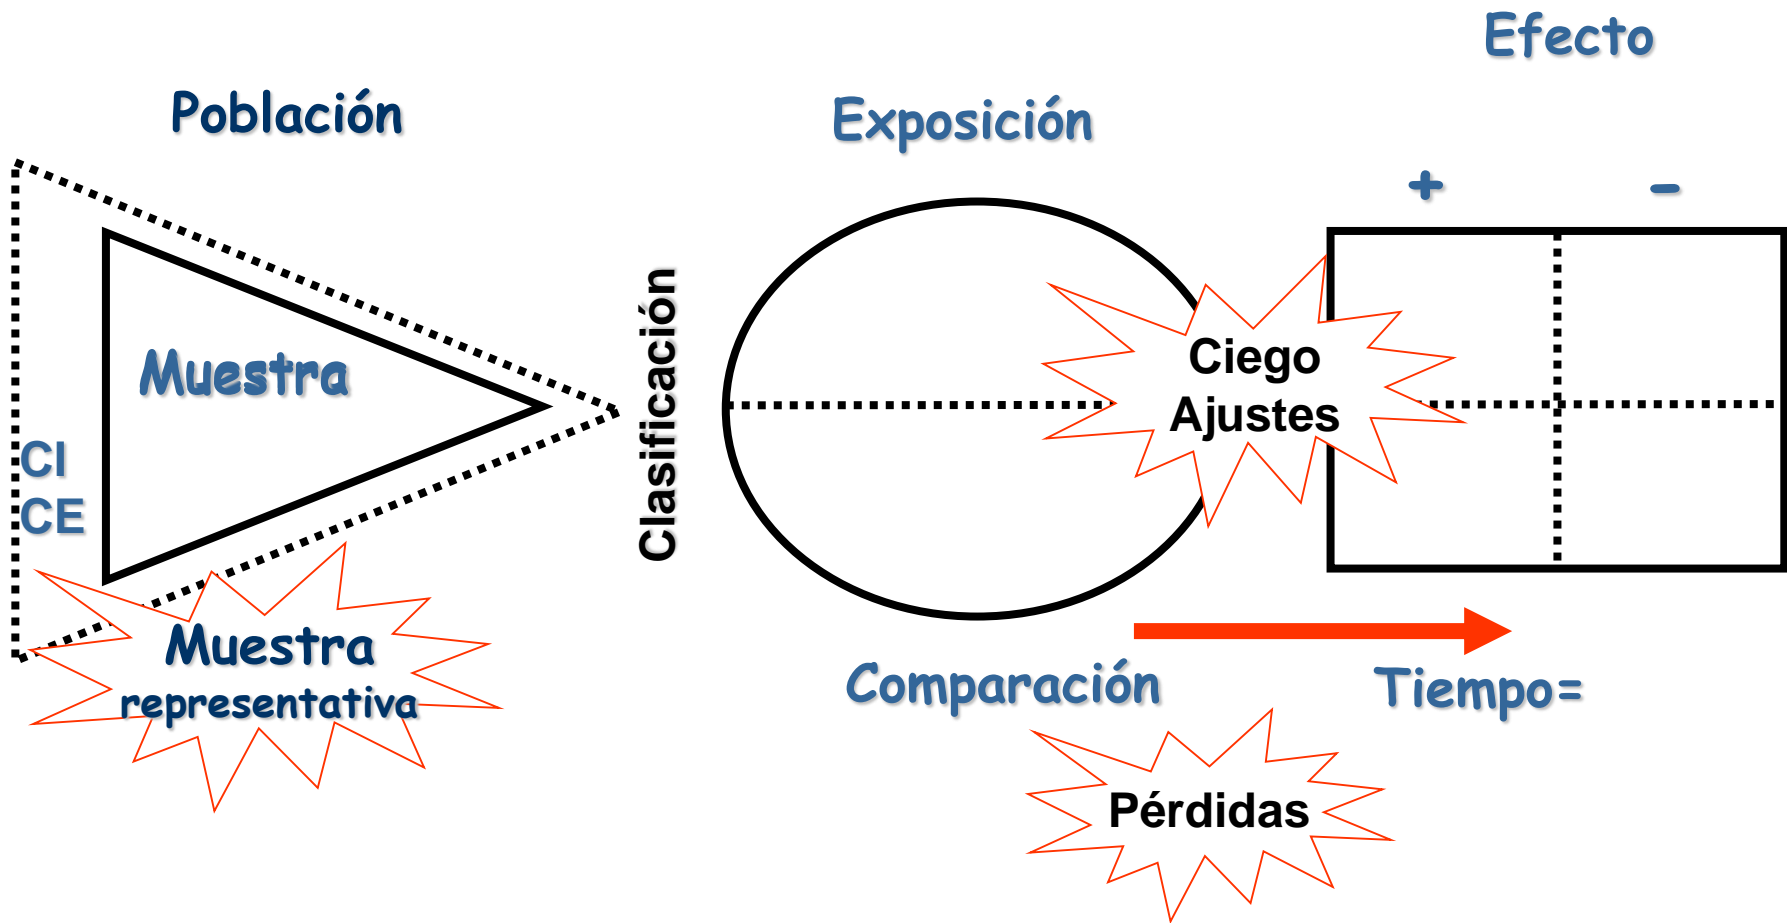 Efecto
Población
Exposición
+ -
Muestra
Clasificación
Ciego
Ajustes
CI
CE
Muestra
representativa
Comparación
Tiempo=
Pérdidas